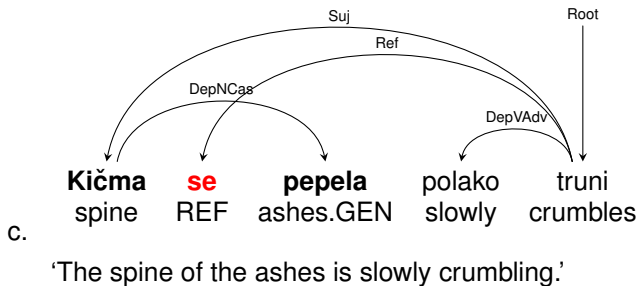 Suj
Root
Ref
DepNCas
DepVAdv
Kičma se pepela polako truni
spine REF ashes.GEN slowly crumbles
c.
‘The spine of the ashes is slowly crumbling.’